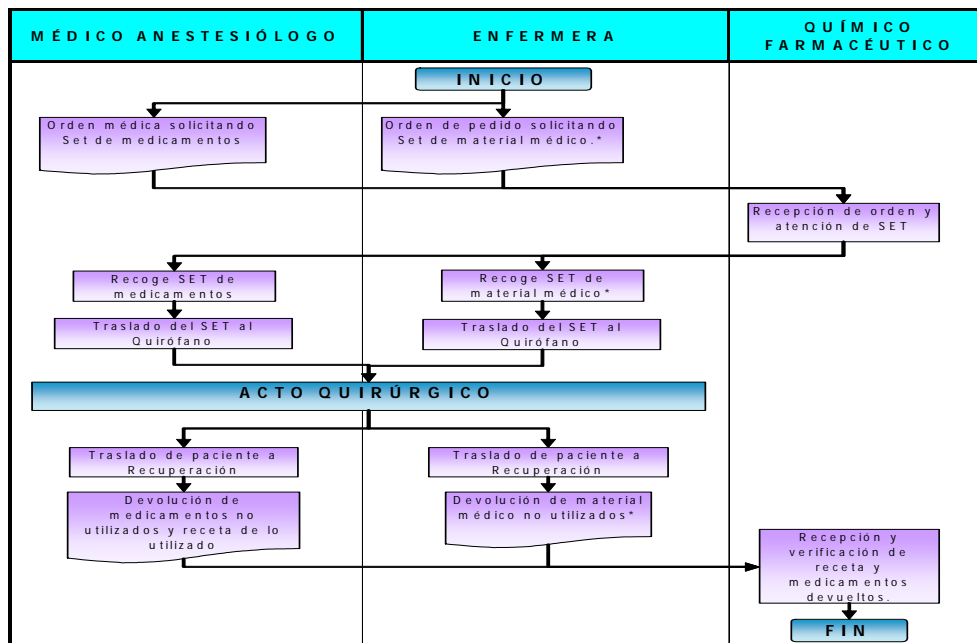 MÉDICO ANESTESIÓLOGO
ENFERMERA
QUÍMICO
FARMACÉUTICO
INICIO
Orden médica solicitando
Set de medicamentos
Orden de pedido solicitando
Set de material médico.*
Recepción de orden y
atención de SET
Recoge SET de
medicamentos
Recoge SET de
material médico*
Traslado del SET al
Quirófano
Traslado del SET al
Quirófano
ACTO QUIRÚRGICO
Traslado de paciente a
Recuperación
Traslado de paciente a
Recuperación
Devolución de
medicamentos no
utilizados y receta de lo
utilizado
Devolución de material
médico no utilizados*
Recepción y
verificación de
receta y
medicamentos
devueltos.
FIN